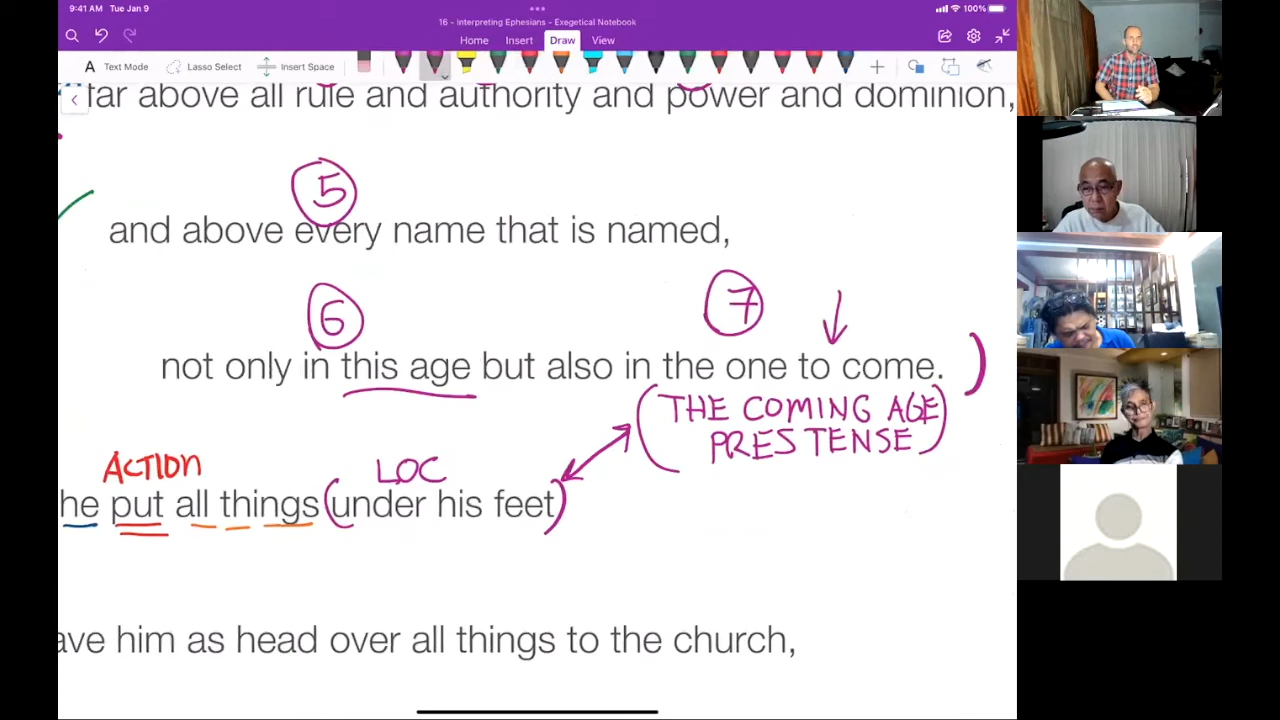 9:41 AM Tue Jan 9
100%
16 - Interpreting Ephesians - Exegetical Notebook
Home Insert Draw View
A Text Mode Lasso Select Insert Space
far above all rule and authority and power and dominion,
5
and above every name that is named,
6 7
not only in this age but also in the one to come. )
(THE COMING AGE
PRES TENSE)
ACTION LOC
he put all things (under his feet)
ave him as head over all things to the church,